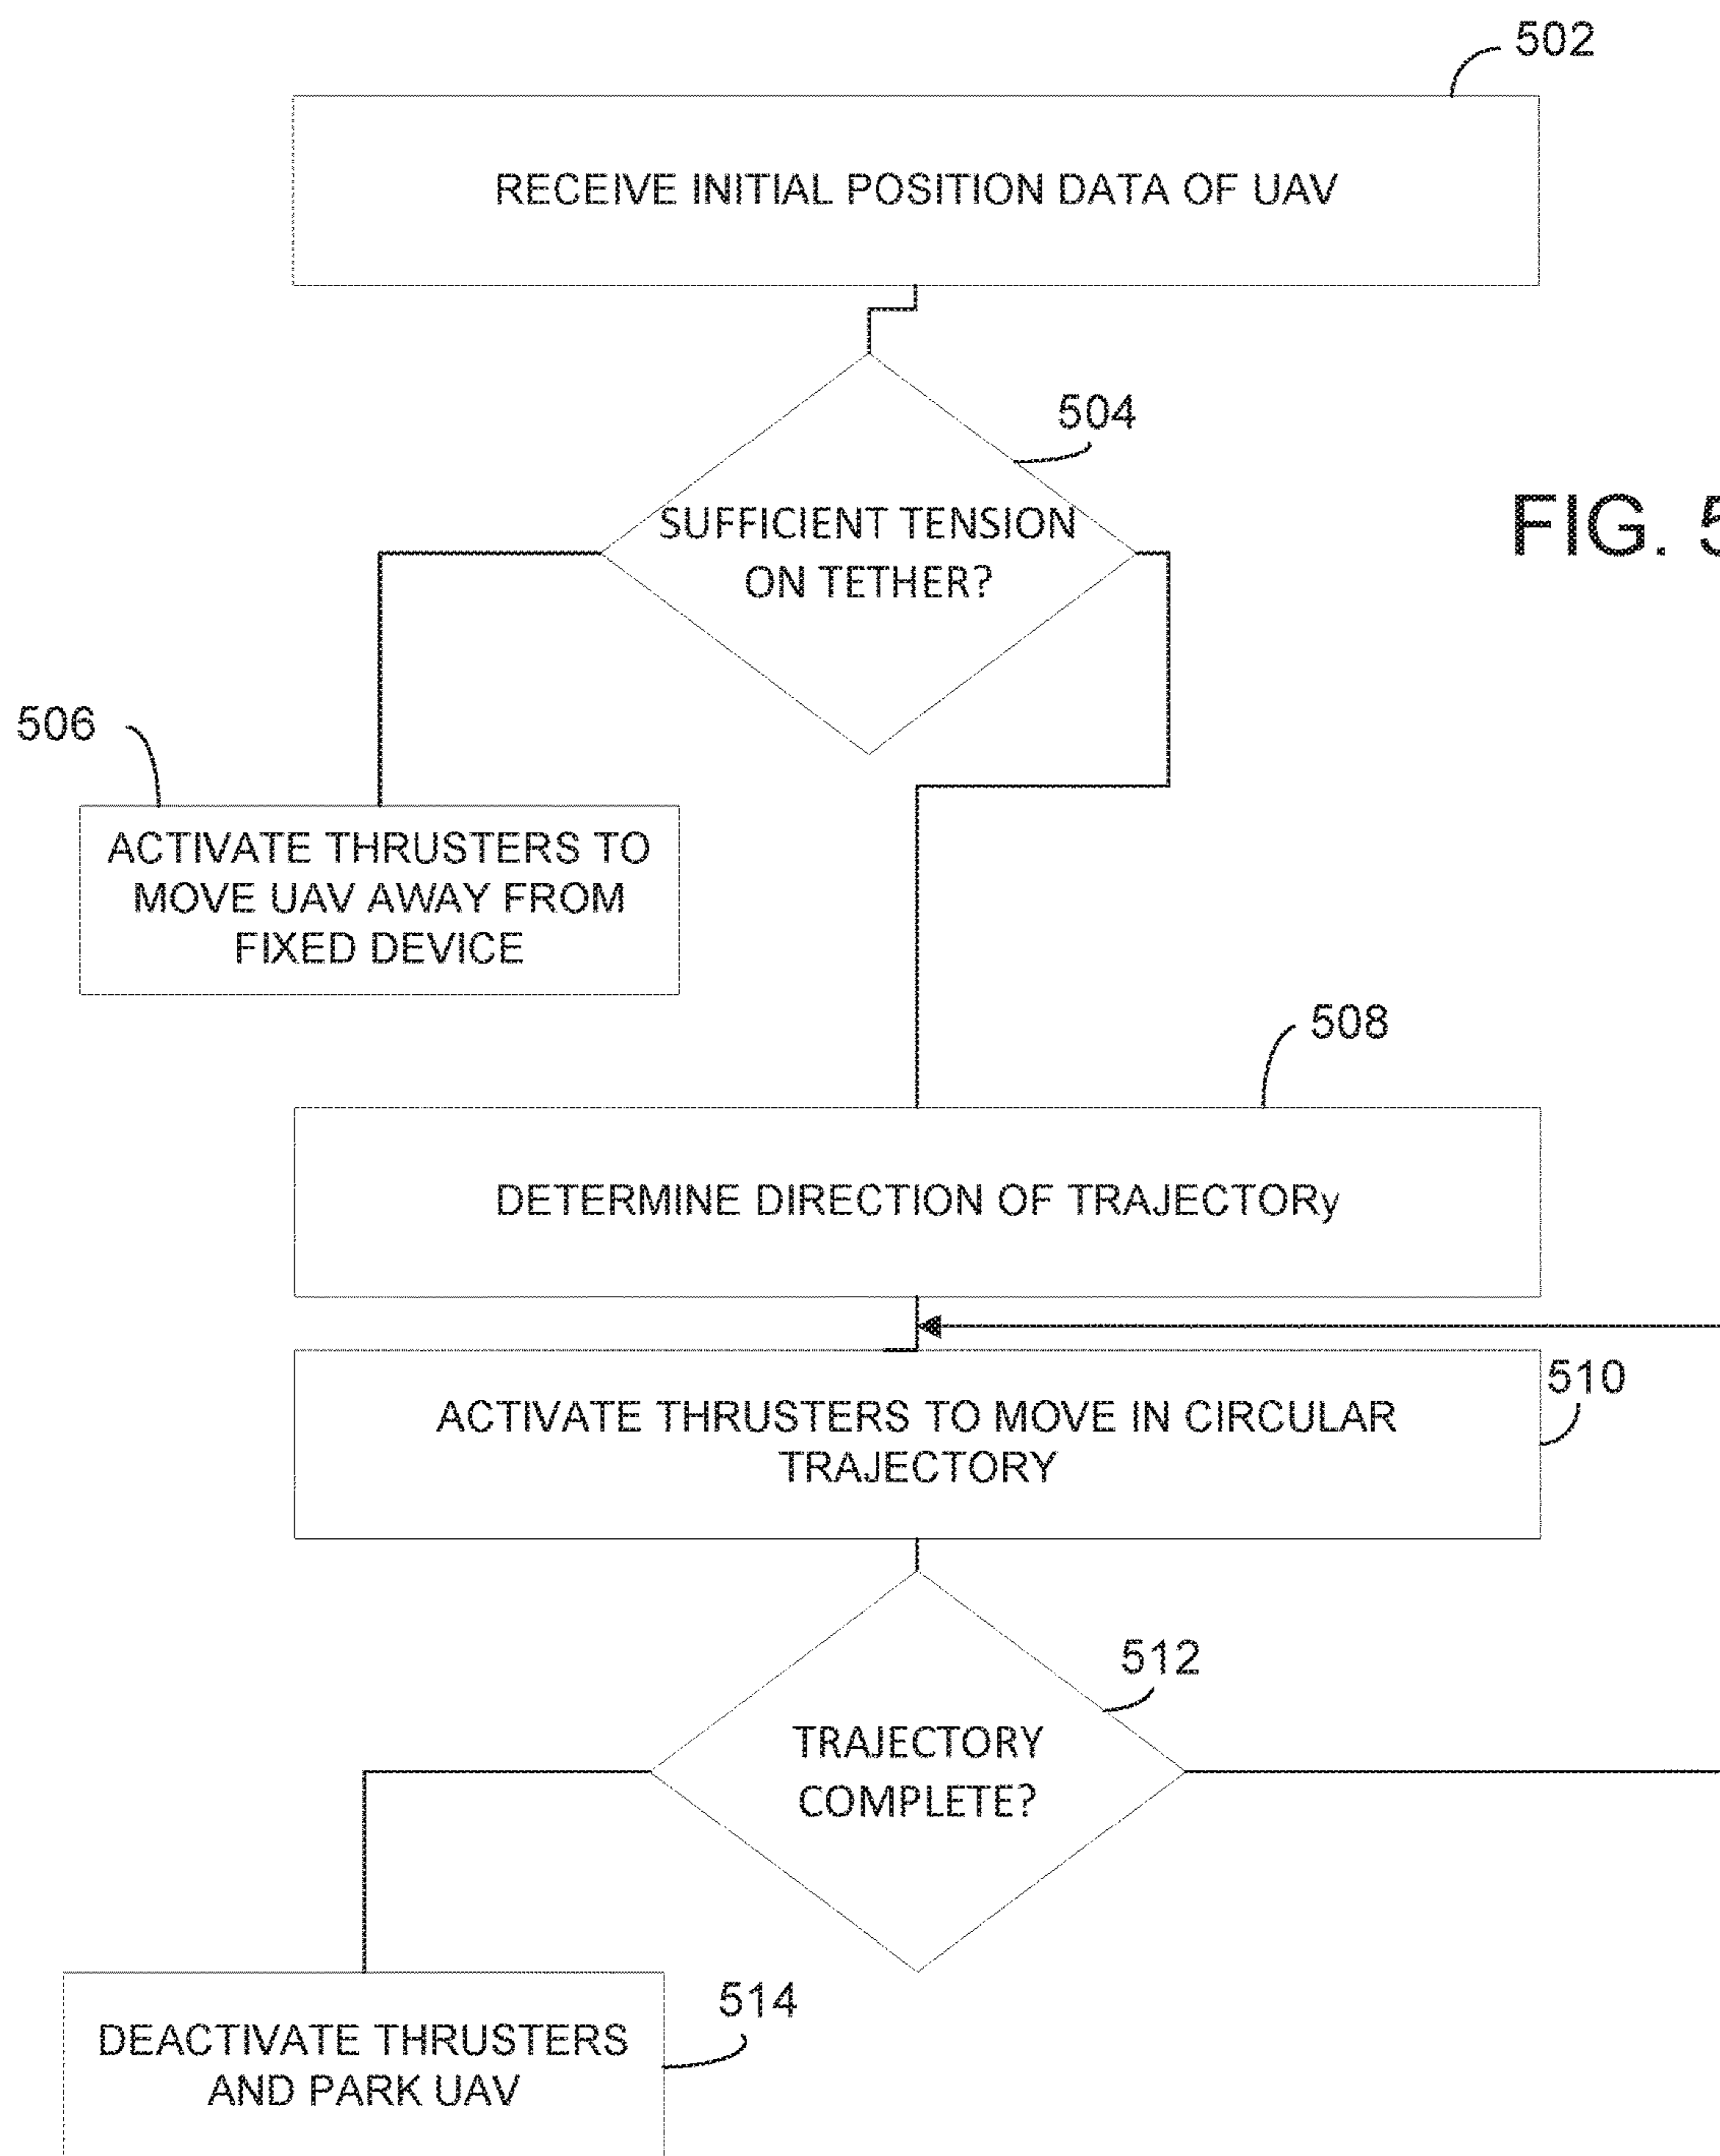 502
RECEIVE INITIAL POSITION DATA OF UAV
504
SUFFICIENT TENSION
ON TETHER?
FIG. 5
506
ACTIVATE THRUSTERS TO
MOVE UAV AWAY FROM
FIXED DEVICE
508
DETERMINE DIRECTION OF TRAJECTORy
510
ACTIVATE THRUSTERS TO MOVE IN CIRCULAR
TRAJECTORY
512
TRAJECTORY
COMPLETE?
514
DEACTIVATE THRUSTERS
AND PARK UAV